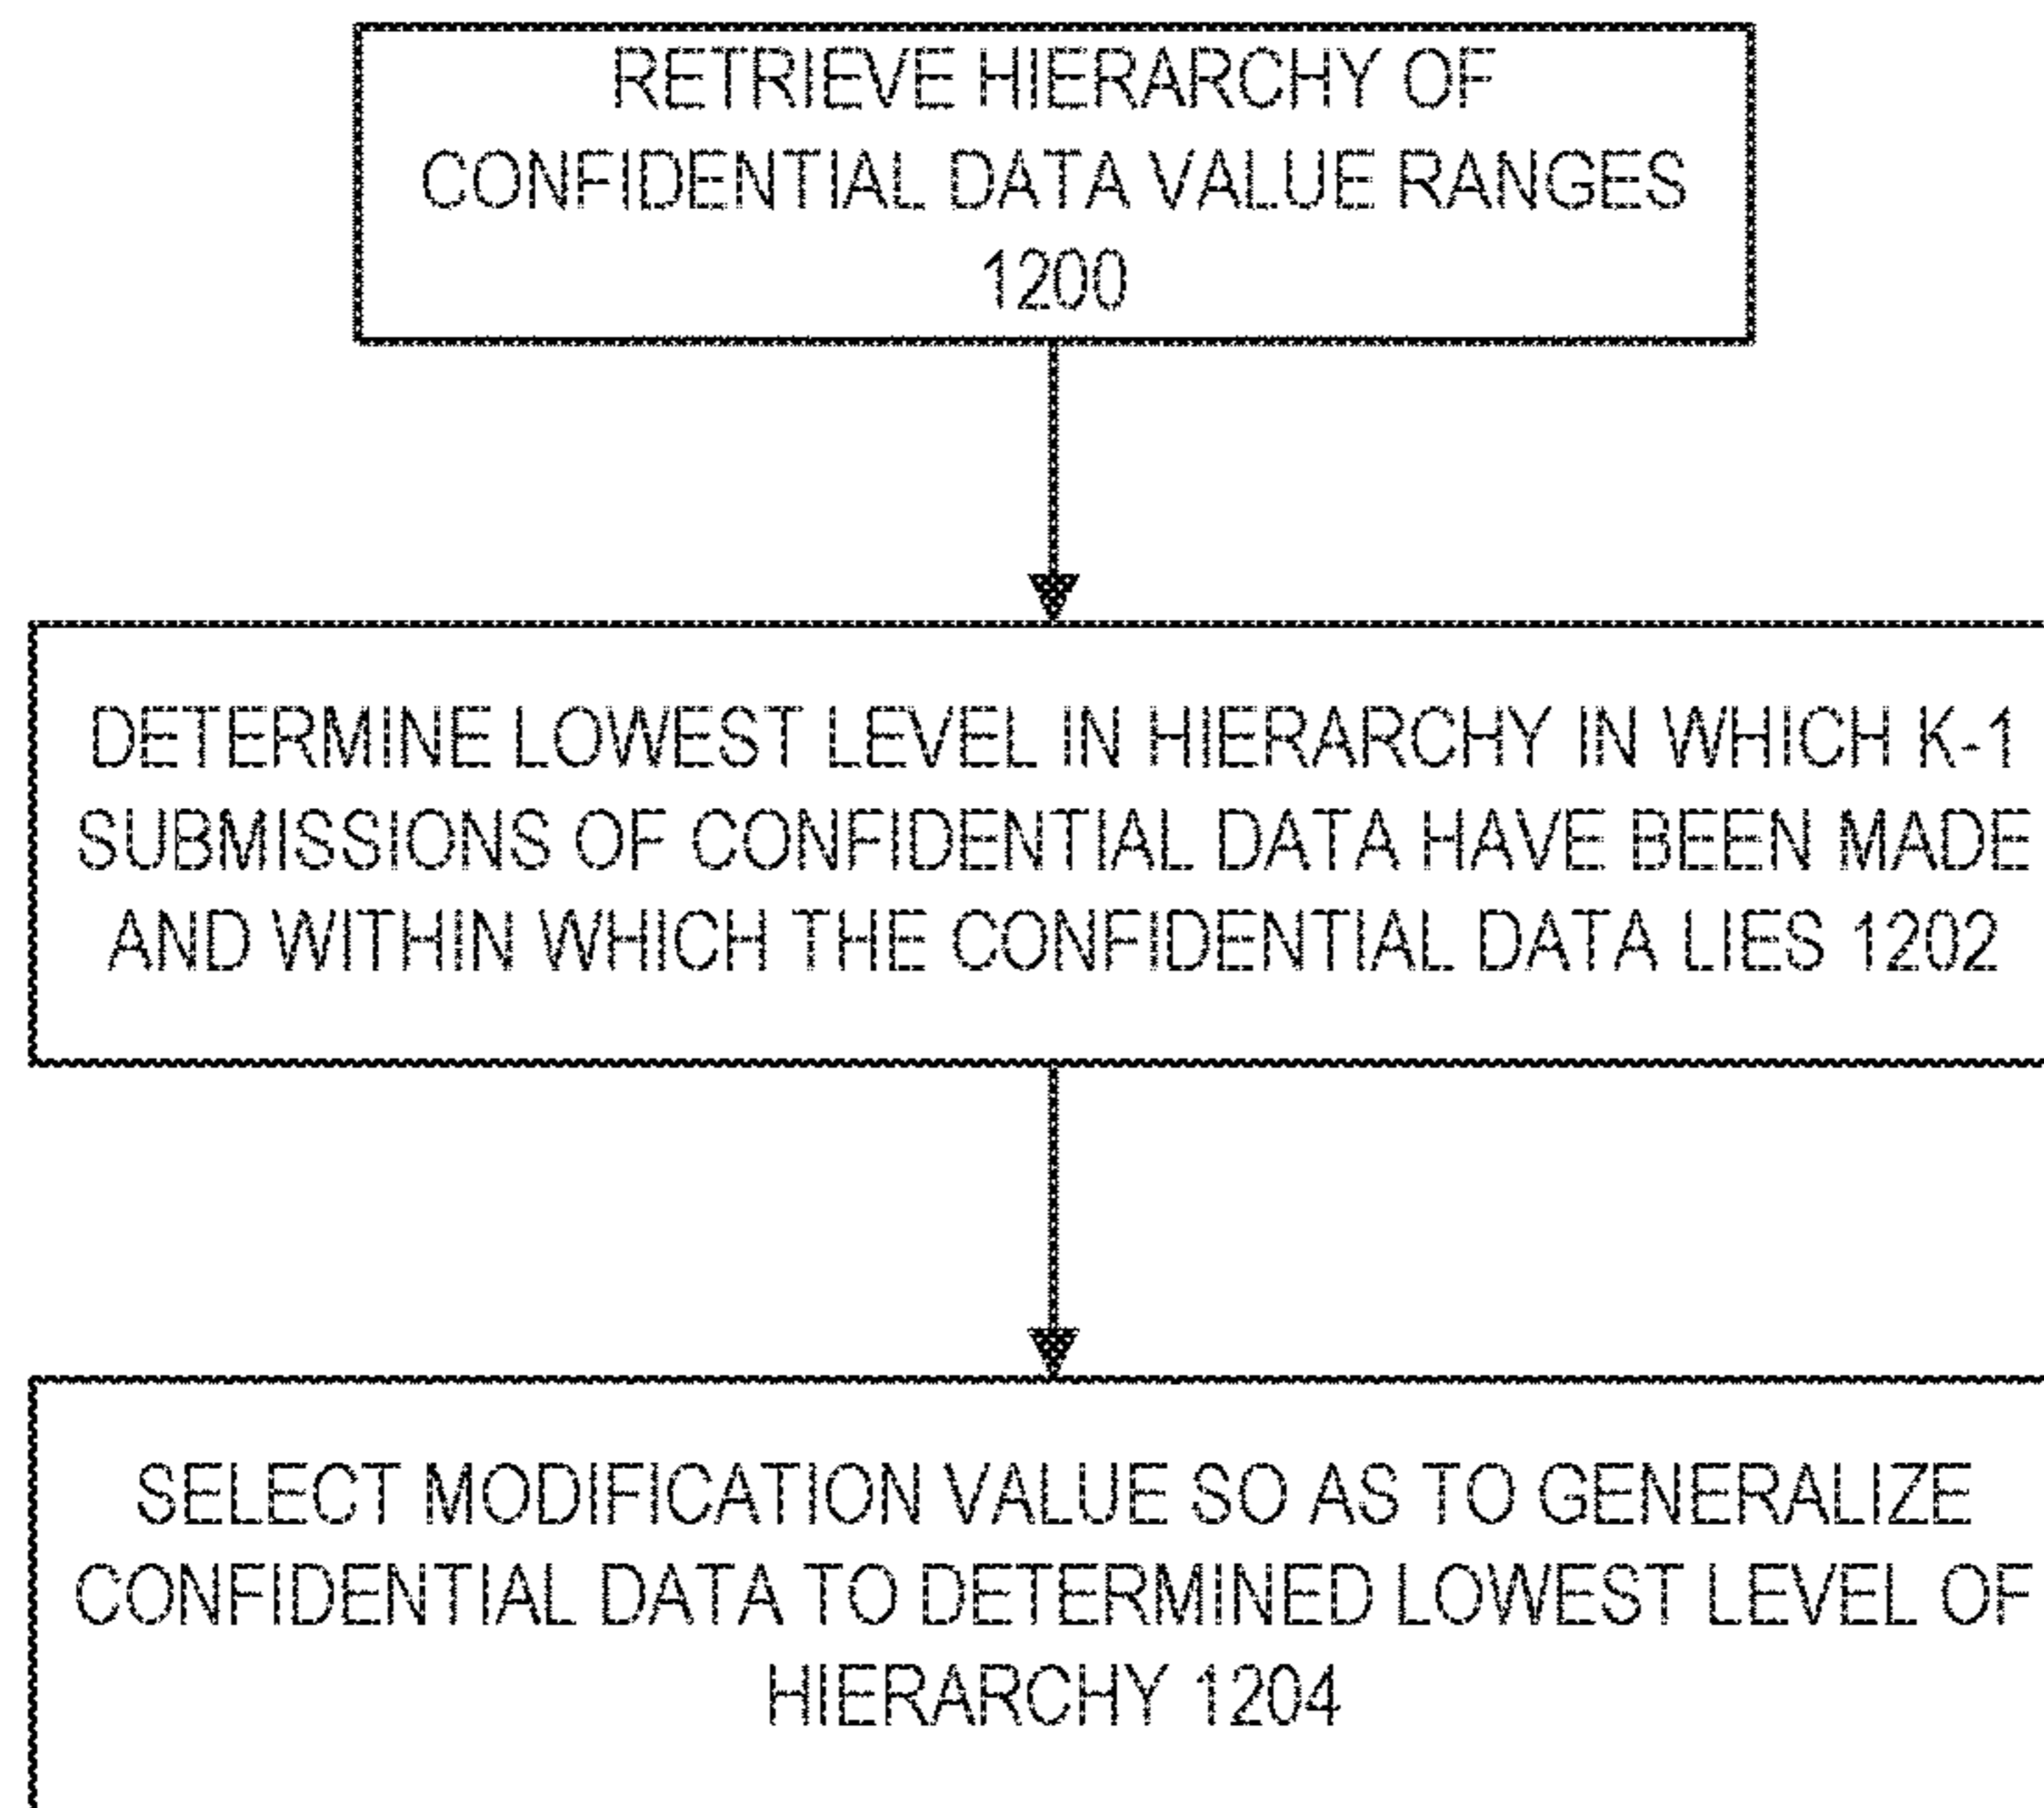 RETRIEVE HIERARCHY OF
CONFIDENTIAL DATA VALUE RANGES
1200
DETERMINE LOWEST LEVEL IN HIERARCHY IN WHICH K-1
SUBMISSIONS OF CONFIDENTIAL DATA HAVE BEEN MADE
AND WITHIN WHICH THE CONFIDENTIAL DATA LIES 1202
SELECT MODIFICATION VALUE SO AS TO GENERALIZE
CONFIDENTIAL DATA TO DETERMINED LOWEST LEVEL OF
HIERARCHY 1204